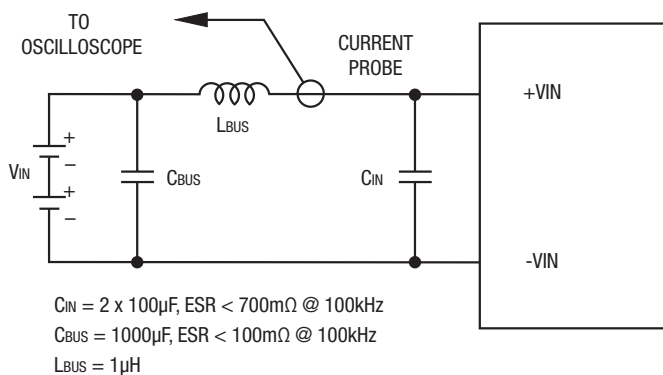 TO
OSCILLOSCOPE
CURRENT
PROBE
+VIN
LBUS
+
VIN
−
+
−
CBUS
CIN
-VIN
CIN = 2 x 100µF, ESR < 700mΩ @ 100kHz
CBUS = 1000µF, ESR < 100mΩ @ 100kHz
LBUS = 1µH